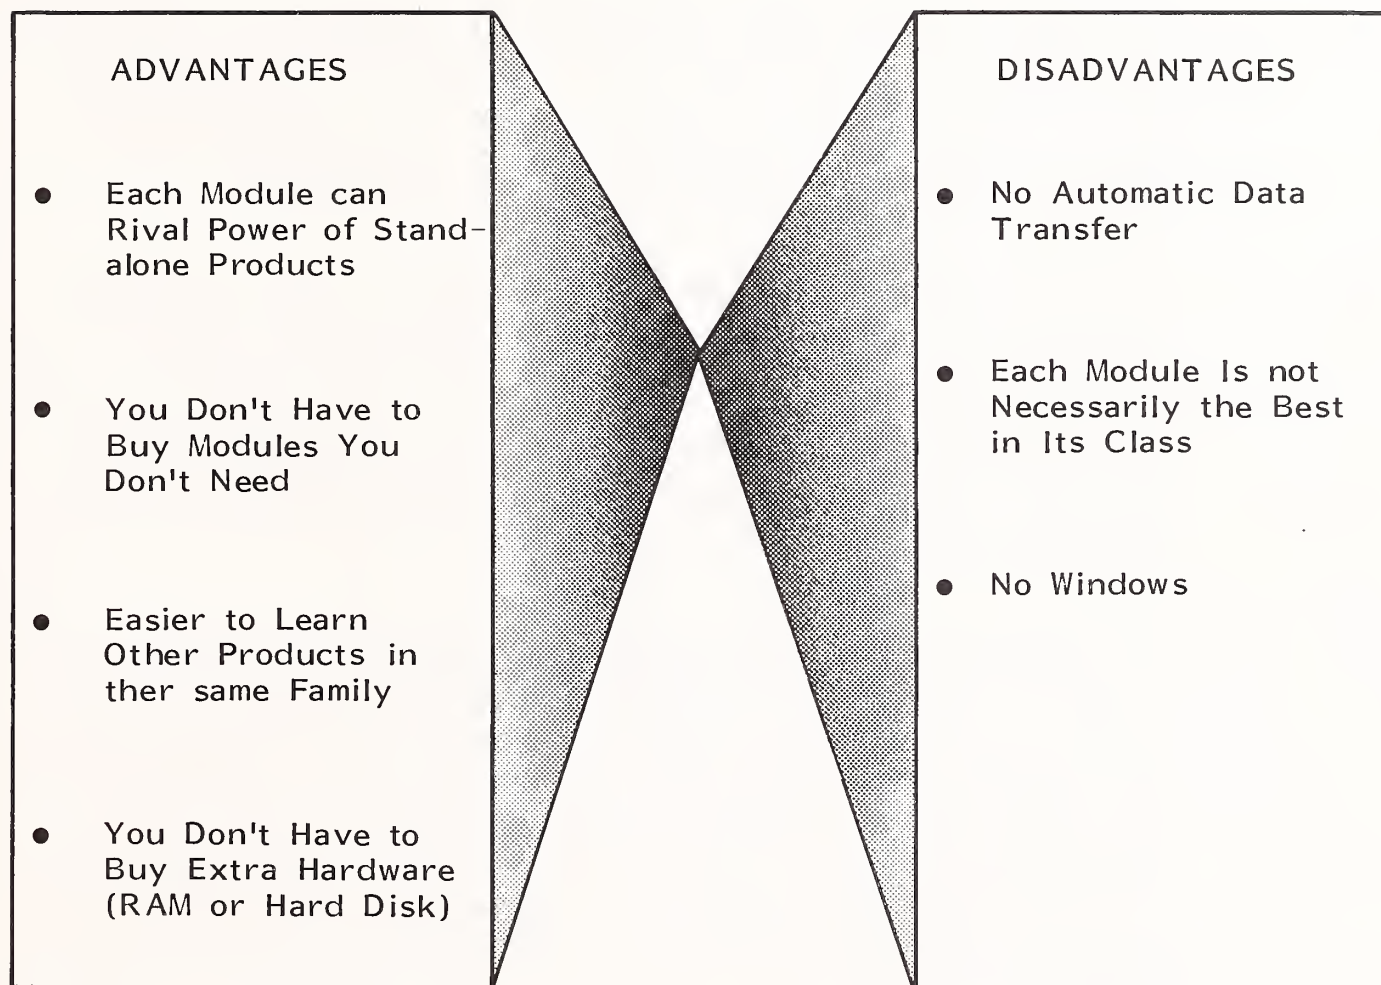 ADVANTAGES
● Each Module can
Rival Power of Stand-
alone Products
● You Don't Have to
Buy Modules You
Don't Need
● Easier to Learn
Other Products in
ther same Family
● You Don't Have to
Buy Extra Hardware
(RAM or Hard Disk)
DISADVANTAGES
● No Automatic Data
Transfer
● Each Module Is not
Necessarily the Best
in Its Class
● No Windows